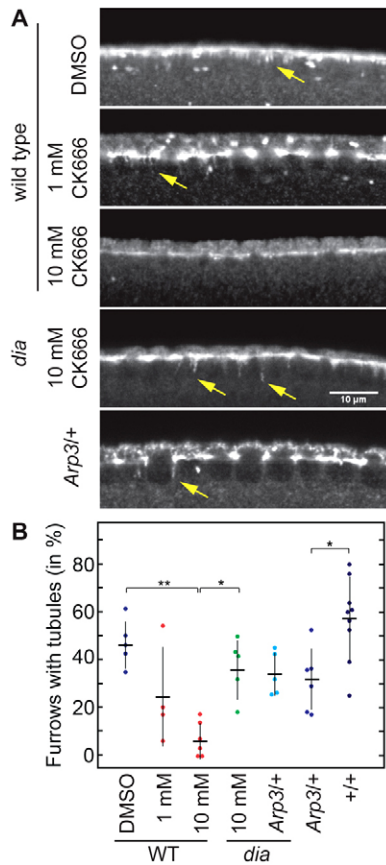 A
DMSO
wild type
1 mM
CK666
10 mM
CK666
dia
10 mM
CK666
10 µm
Arp3/+
B
Furrows with tubules (in %)
80
60
40
20
0
**
*
*
DMSO
1 mM
10 mM
10 mM
Arp3/+
Arp3/+
+/+
WT
dia